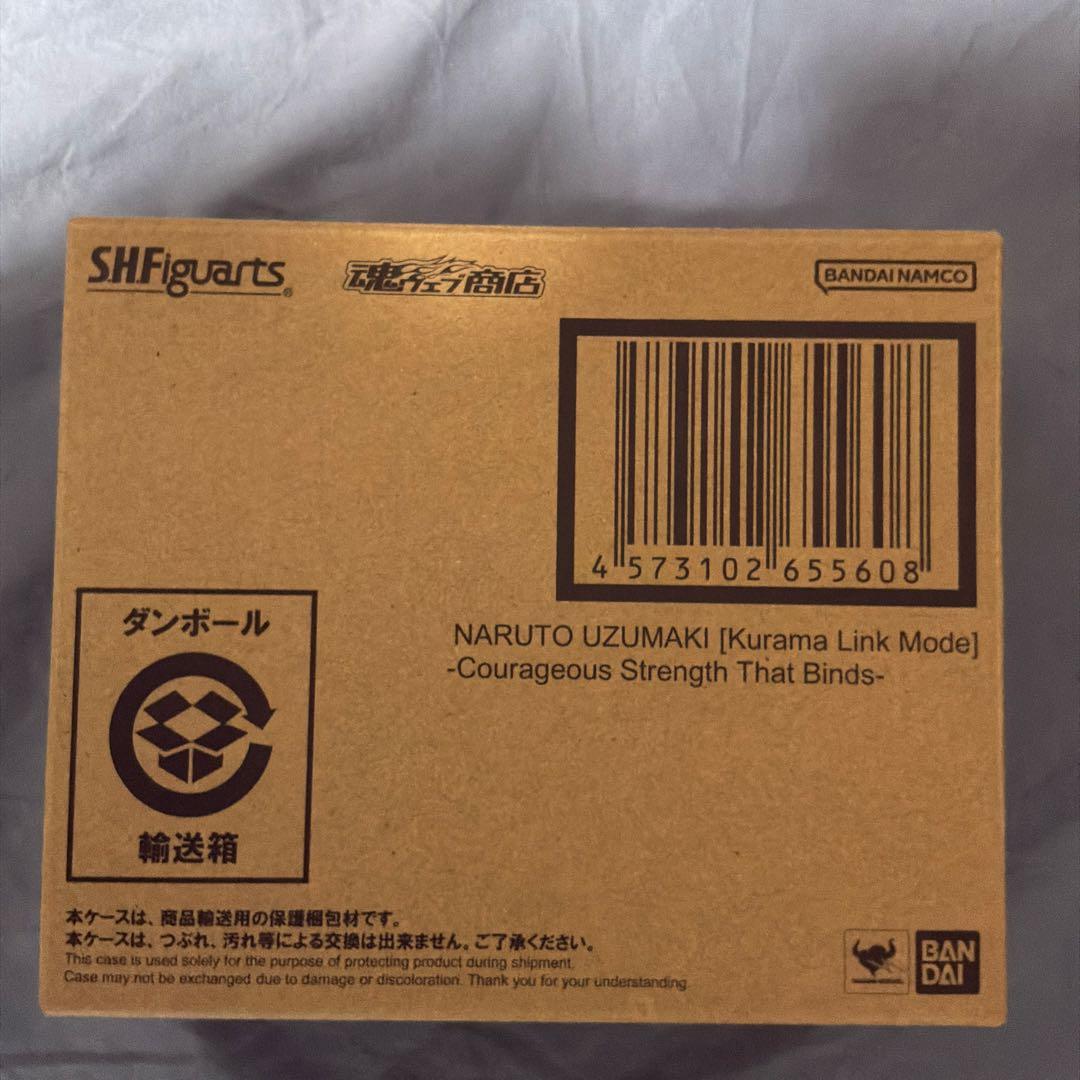 S.H.Figuarts
魂ウェブ商店
BANDAI NAMCO
4 573102 655608
NARUTO UZUMAKI [Kurama Link Mode]
-Courageous Strength That Binds-
ダンボール
輸送箱
本ケースは、商品輸送用の保護梱包材です。
本ケースは、つぶれ、汚れ等による交換は出来ません。ご了承ください。
This case is used solely for the purpose of protecting product during shipment.
Case may not be exchanged due to damage or discoloration. Thank you for your understanding.
BAN
DAI